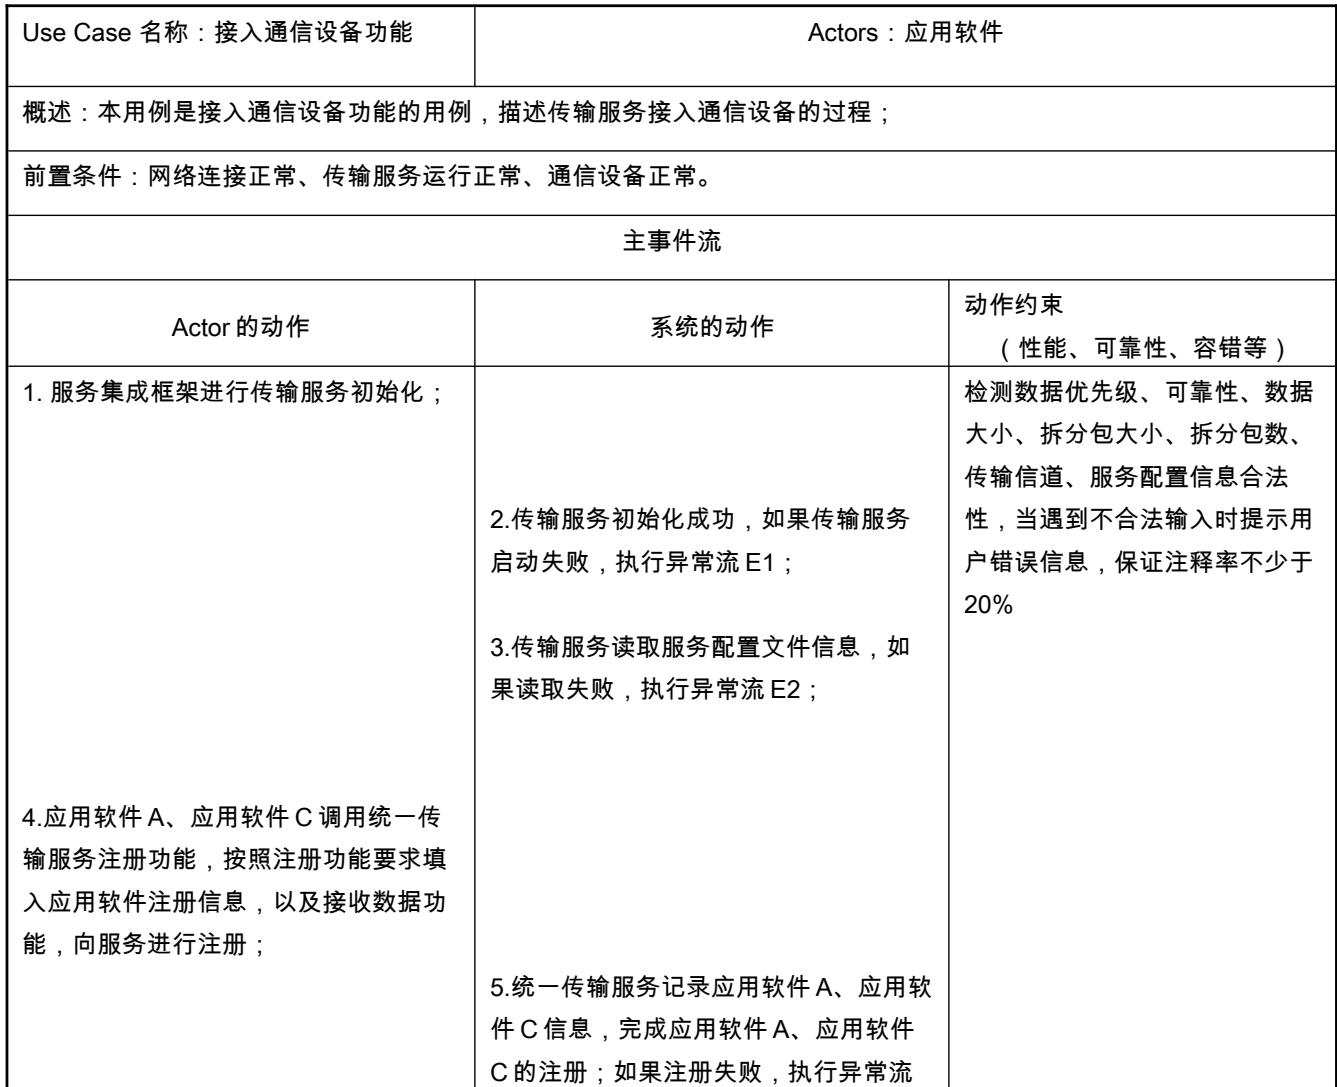 Use Case 名称：接入通信设备功能
Actors：应用软件
概述：本用例是接入通信设备功能的用例，描述传输服务接入通信设备的过程；
前置条件：网络连接正常、传输服务运行正常、通信设备正常。
主事件流
Actor 的动作
系统的动作
动作约束
（性能、可靠性、容错等）
1. 服务集成框架进行传输服务初始化；
2.传输服务初始化成功，如果传输服务
启动失败，执行异常流 E1；
3.传输服务读取服务配置文件信息，如
果读取失败，执行异常流 E2；
4.应用软件 A、应用软件 C 调用统一传
输服务注册功能，按照注册功能要求填
入应用软件注册信息，以及接收数据功
能，向服务进行注册；
5.统一传输服务记录应用软件 A、应用软
件 C 信息，完成应用软件 A、应用软件
C 的注册；如果注册失败，执行异常流
检测数据优先级、可靠性、数据
大小、拆分包大小、拆分包数、
传输信道、服务配置信息合法
性，当遇到不合法输入时提示用
户错误信息，保证注释率不少于
20%